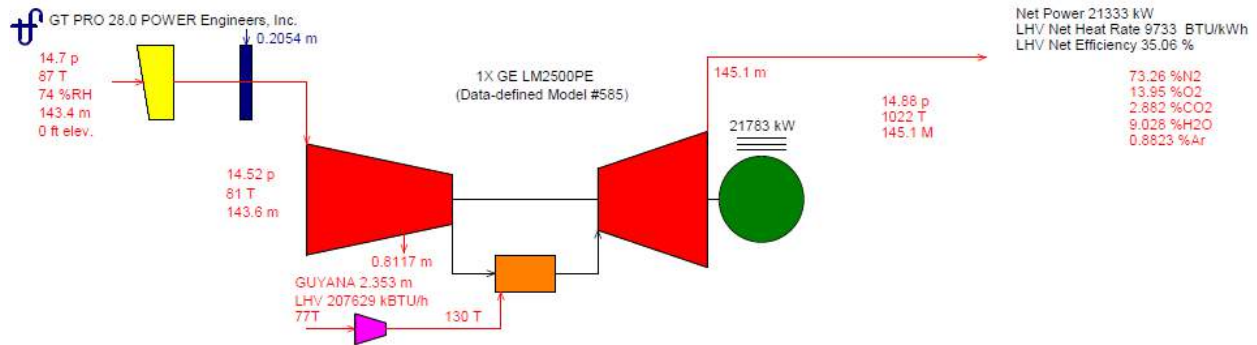 GT PRO 28.0 POWER Engineers, Inc.
Net Power 21333 kW
LHV Net Heat Rate 9733 BTU/kWh
LHV Net Efficiency 35.06 %
0.2054 m
14.7 p
87 T
74 %RH
143.4 m
0 ft elev.
1X GE LM2500PE
(Data-defined Model #585)
145.1 m
14.88 p
1022 T
145.1 M
73.26 %N2
13.95 %O2
2.882 %CO2
9.028 %H2O
0.8823 %Ar
21783 kW
14.52 p
81 T
143.6 m
0.8117 m
GUYANA 2.353 m
LHV 207629 kBTU/h
77T
130 T